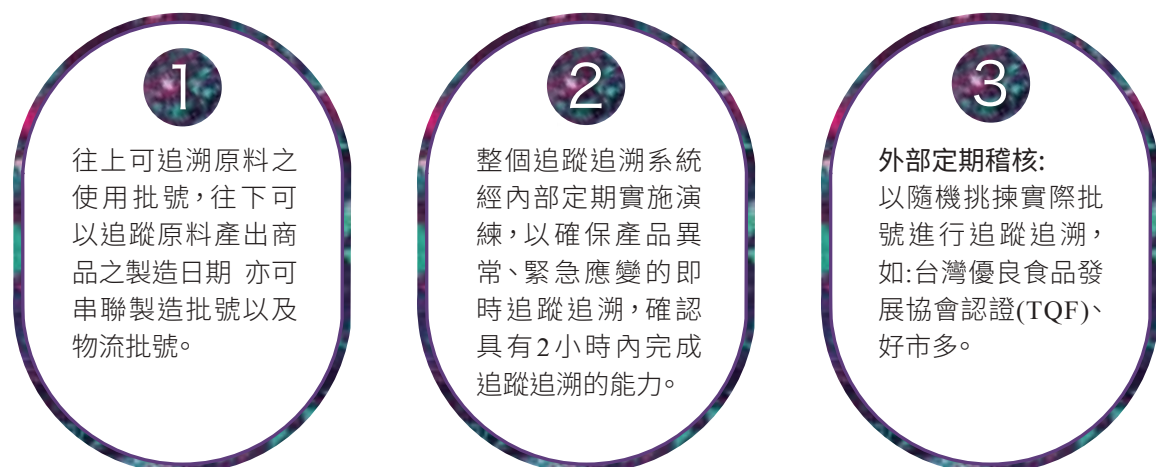 1
往上可追溯原料之
使用批號，往下可
以追蹤原料產出商
品之製造日期 亦可
串聯製造批號以及
物流批號。
2
整個追蹤追溯系統
經內部定期實施演
練，以確保產品異
常、緊急應變的即
時追蹤追溯，確認
具有2小時內完成
追蹤追溯的能力。
3
外部定期稽核:
以隨機挑揀實際批
號進行追蹤追溯，
如:台灣優良食品發
展協會認證(TQF)、
好市多。